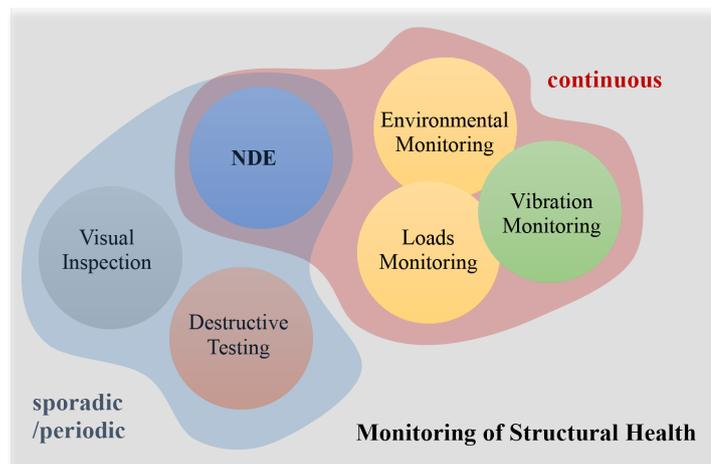 continuous
Environmental
Monitoring
NDE
Vibration
Monitoring
Visual
Inspection
Loads
Monitoring
Destructive
Testing
sporadic
/periodic
Monitoring of Structural Health